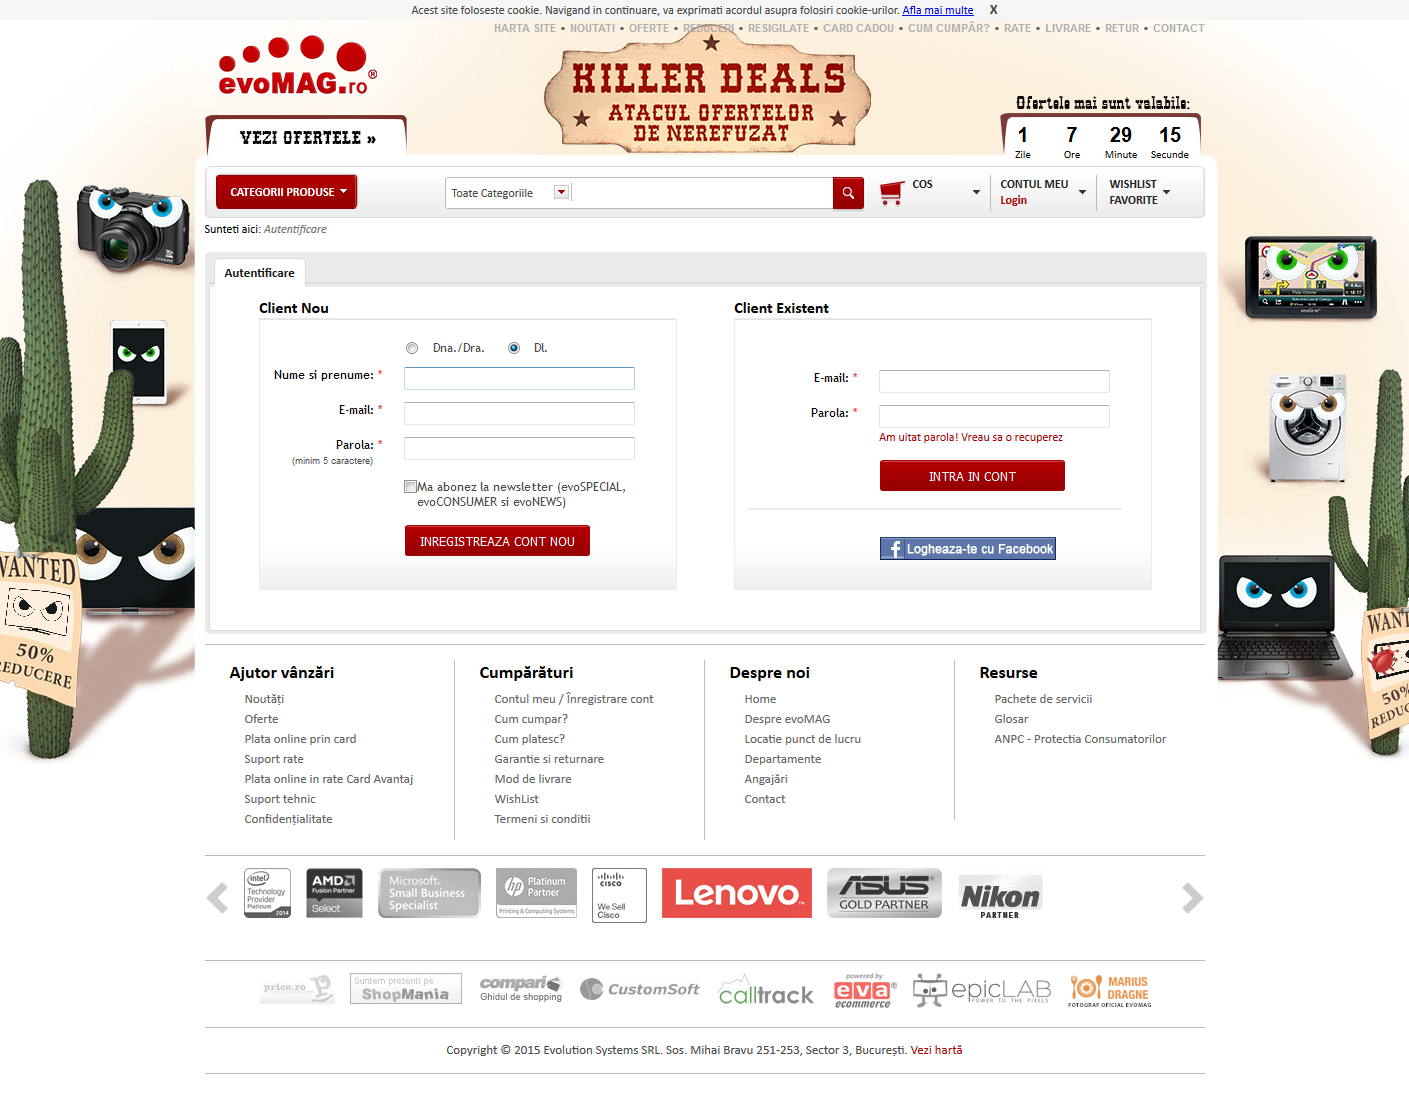 Acest site foloseste cookie. Navigand in continuare, va exprimati acordul asupra folosiri cookie-urilor. Afla mai multe X
HARTA SITE • NOUTATI • OFERTE • REDUCERI • RESIGILATE • CARD CADOU • CUM CUMPĂR? • RATE • LIVRARE • RETUR • CONTACT
evoMAG.ro®
KILLER DEALS
ATACUL OFERTELOR
DE NEREFUZAT
VEZI OFERTELE »
Ofertele mai sunt valabile:
1 7 29 15
Zile Ore Minute Secunde
CATEGORII PRODUSE
Toate Categoriile
COS
CONTUL MEU
Login
WISHLIST
FAVORITE
Sunteti aici: Autentificare
Autentificare
Client Nou
Dna./Dra. Dl.
Nume si prenume: *
E-mail: *
Parola: *
(minim 5 caractere)
Ma abonez la newsletter (evoSPECIAL,
evoCONSUMER si evoNEWS)
INREGISTREAZA CONT NOU
Client Existent
E-mail: *
Parola: *
Am uitat parola! Vreau sa o recuperez
INTRA IN CONT
Logheaza-te cu Facebook
WANTED
50%
REDUCERE
WANT
50%
REDUC
Ajutor vânzări
Noutăți
Oferte
Plata online prin card
Suport rate
Plata online in rate Card Avantaj
Suport tehnic
Confidențialitate
Cumpărături
Contul meu / Înregistrare cont
Cum cumpar?
Cum platesc?
Garantie si returnare
Mod de livrare
WishList
Termeni si conditii
Despre noi
Home
Despre evoMAG
Locatie punct de lucru
Departamente
Angajări
Contact
Resurse
Pachete de servicii
Glosar
ANPC - Protectia Consumatorilor
intel
Technology
Provider
Platinum
2014
AMD
Fusion Partner
Select
Microsoft
Small Business
Specialist
hp Platinum
Partner
Printing & Computing Systems
CISCO
We Sell
Cisco
Lenovo
ASUS
GOLD PARTNER
Nikon
PARTNER
price.ro
Suntem prezenti pe
ShopMania
compari
Ghidul de shopping
CustomSoft
calltrack
powered by
eva
ecommerce
epicLAB
POWER TO THE PIXELS
MARIUS
DRAGNE
FOTOGRAF OFICIAL EVOMAG
Copyright © 2015 Evolution Systems SRL. Sos. Mihai Bravu 251-253, Sector 3, București. Vezi hartă